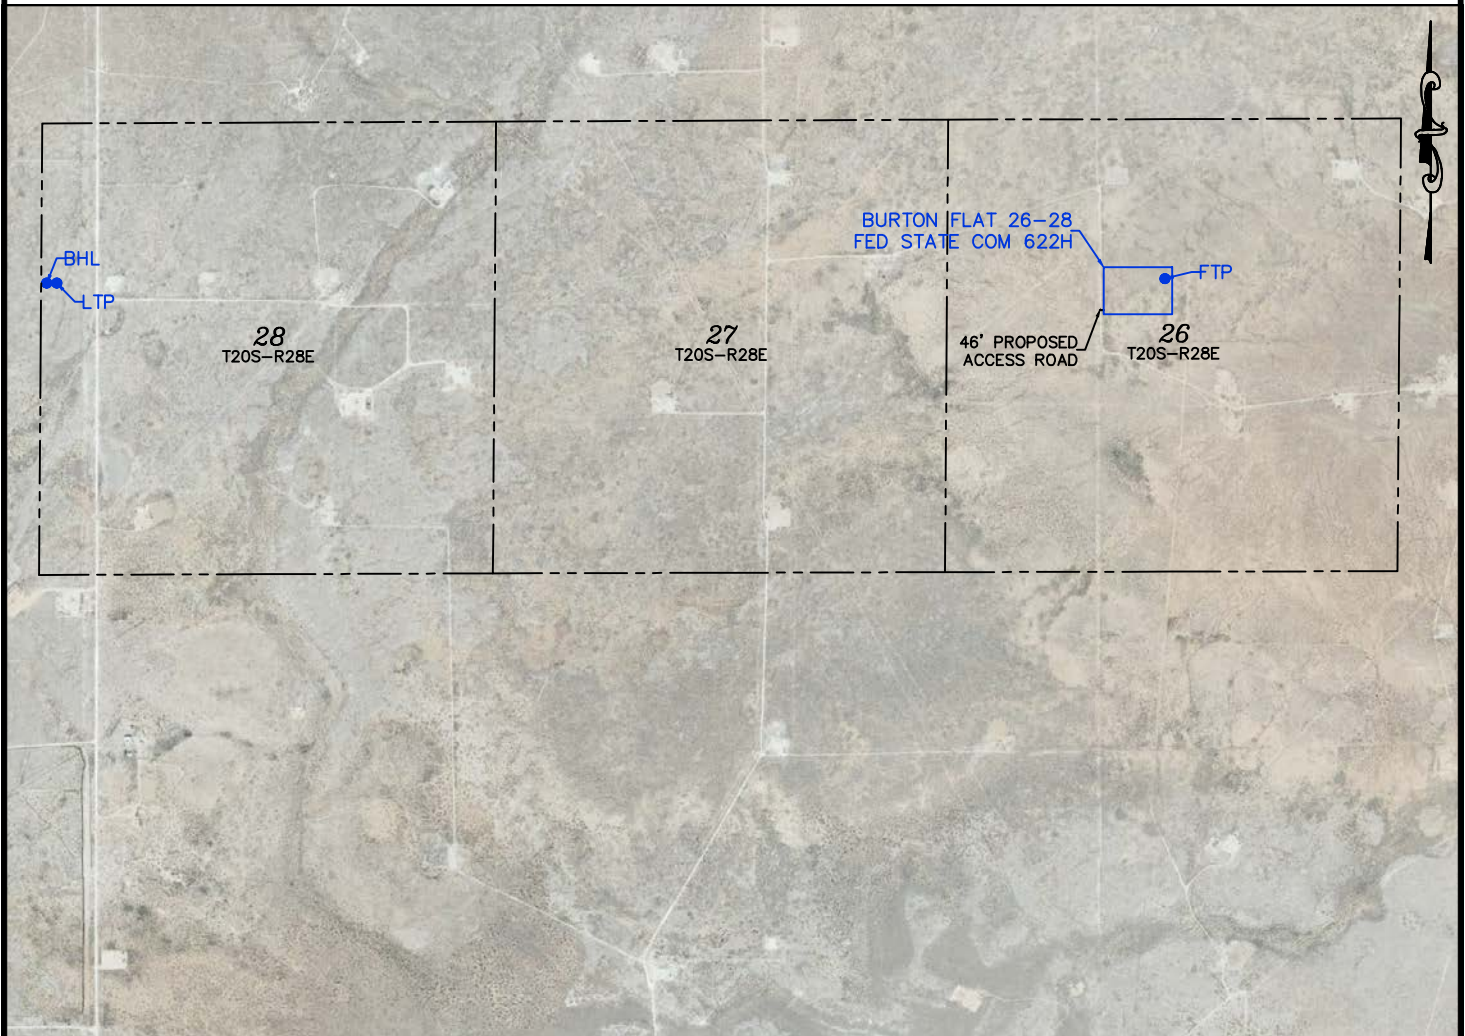 BURTON FLAT 26-28
FED STATE COM 622H
BHL
LTP
FTP
28
T20S-R28E
27
T20S-R28E
46' PROPOSED
ACCESS ROAD
26
T20S-R28E